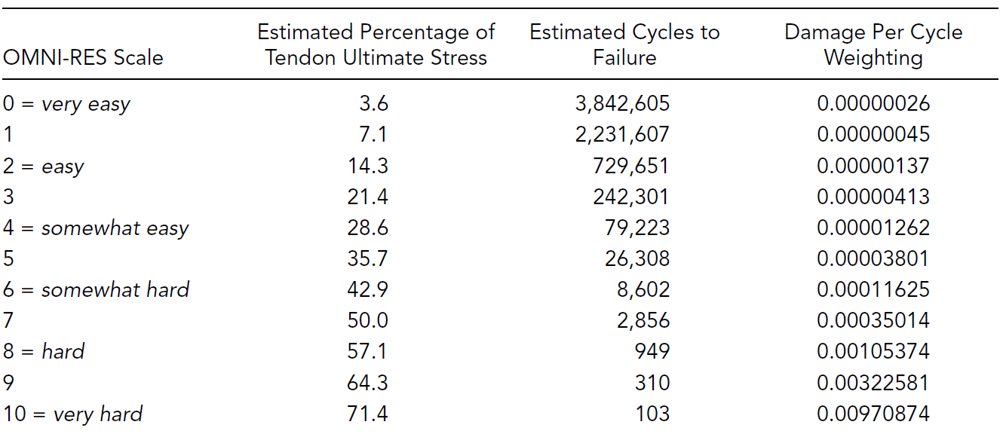 Estimated Percentage of Estimated Cycles to Damage Per Cycle
OMNI-RES Scale Tendon Ultimate Stress Failure Weighting
0 = very easy 3.6 3,842,605 0.00000026
1 7.1 2,231,607 0.00000045
2 = easy 14.3 729,651 0.00000137
3 21.4 242,301 0.00000413
4 = somewhat easy 28.6 79,223 0.00001262
5 35.7 26,308 0.00003801
6 = somewhat hard 42.9 8,602 0.00011625
7 50.0 2,856 0.00035014
8 = hard 57.1 949 0.00105374
9 64.3 310 0.00322581
10 = very hard 71.4 103 0.00970874